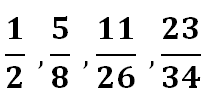 1/2 , 5/8 , 11/26 , 23/34